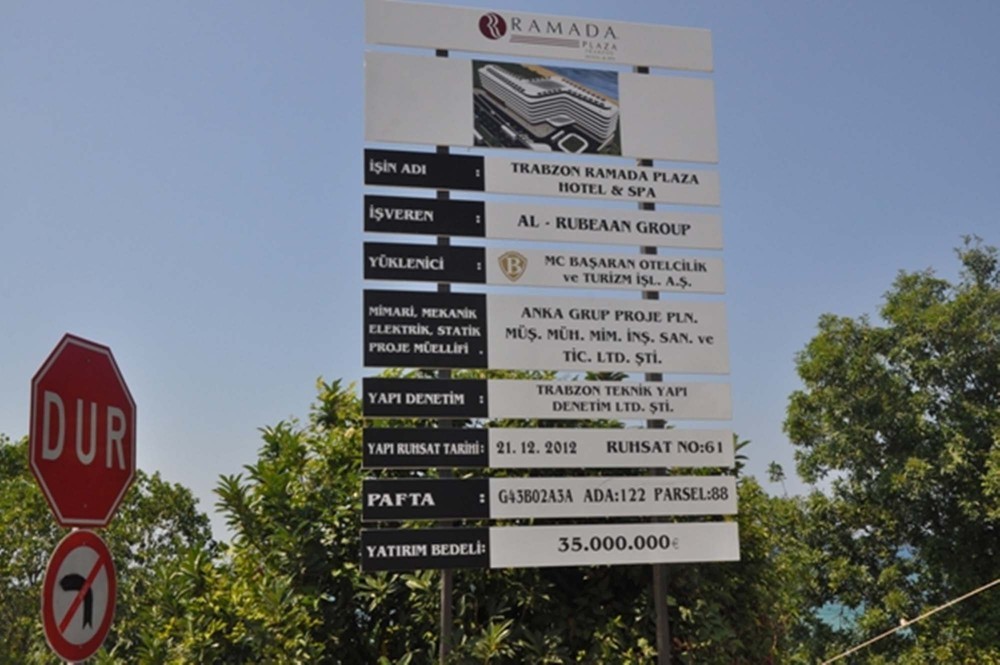 RAMADA
PLAZA
İŞİN ADI : TRABZON RAMADA PLAZA
HOTEL & SPA
İŞVEREN : AL - RUBEAAN GROUP
YÜKLENİCİ : B MC BAŞARAN OTELCİLİK
ve TURİZM İŞL. A.Ş.
MİMARİ, MEKANİK
ELEKTRİK, STATİK
PROJE MÜELLİFİ .
ANKA GRUP PROJE PLN.
MÜŞ. MÜH. MİM. İNŞ. SAN. ve
TİC. LTD. ŞTİ.
YAPI DENETİM : TRABZON TEKNİK YAPI
DENETİM LTD. ŞTİ.
YAPI RUHSAT TARİHİ: 21. 12. 2012 RUHSAT NO:61
PAFTA : G43B02A3A ADA:122 PARSEL:88
YATIRIM BEDELİ: 35.000.000€
DUR